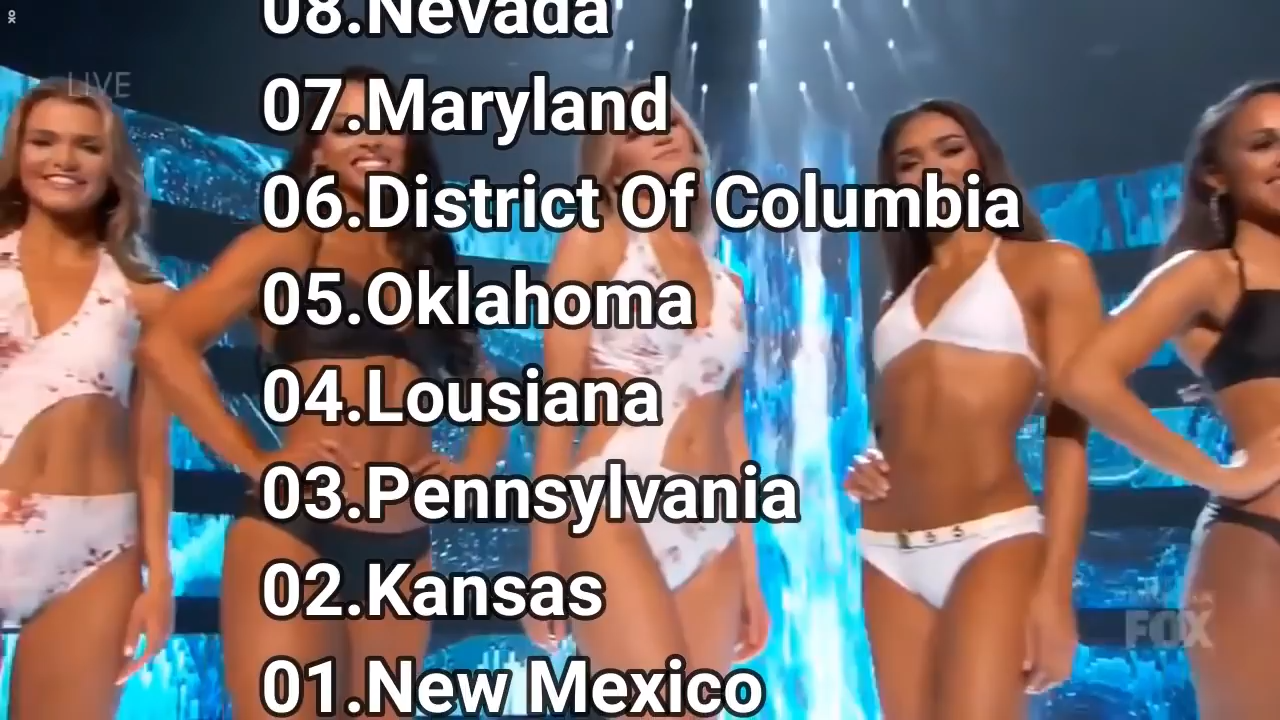 LIVE
08.Nevada
07.Maryland
06.District Of Columbia
05.Oklahoma
04.Lousiana
03.Pennsylvania
02.Kansas
01.New Mexico
FOX